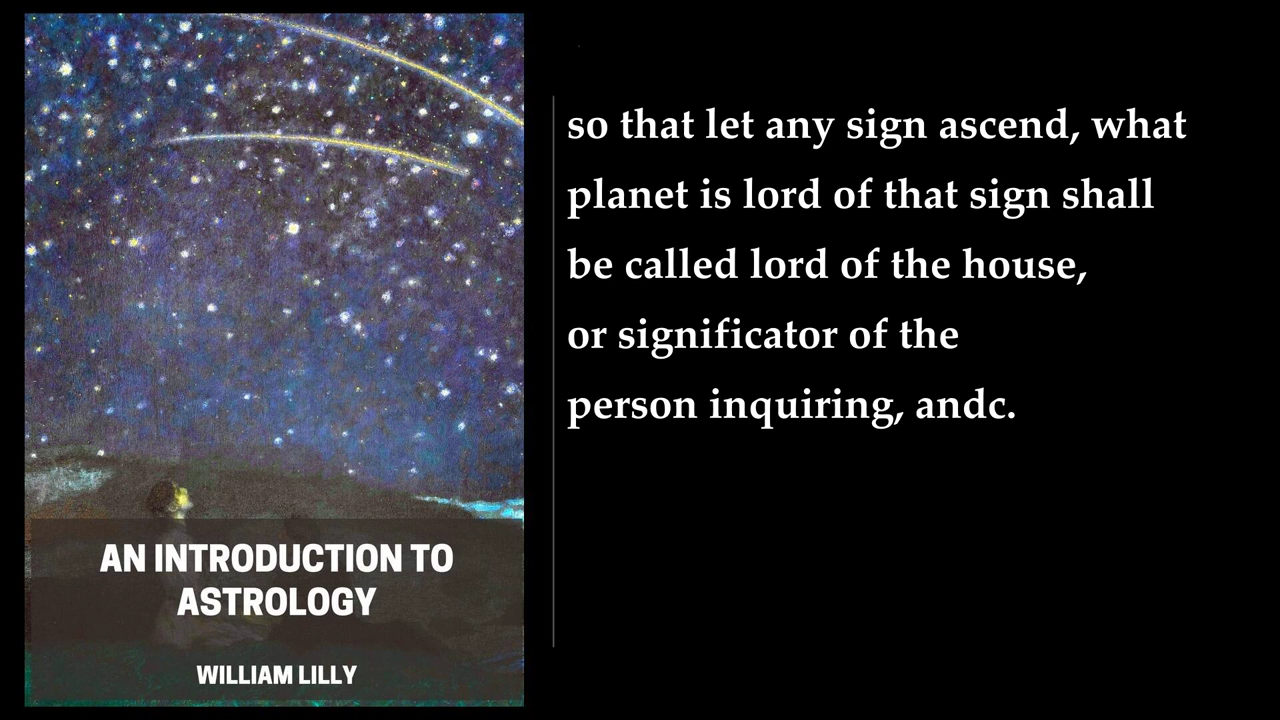 so that let any sign ascend, what
planet is lord of that sign shall
be called lord of the house,
or significator of the
person inquiring, andc.
AN INTRODUCTION TO
ASTROLOGY
WILLIAM LILLY